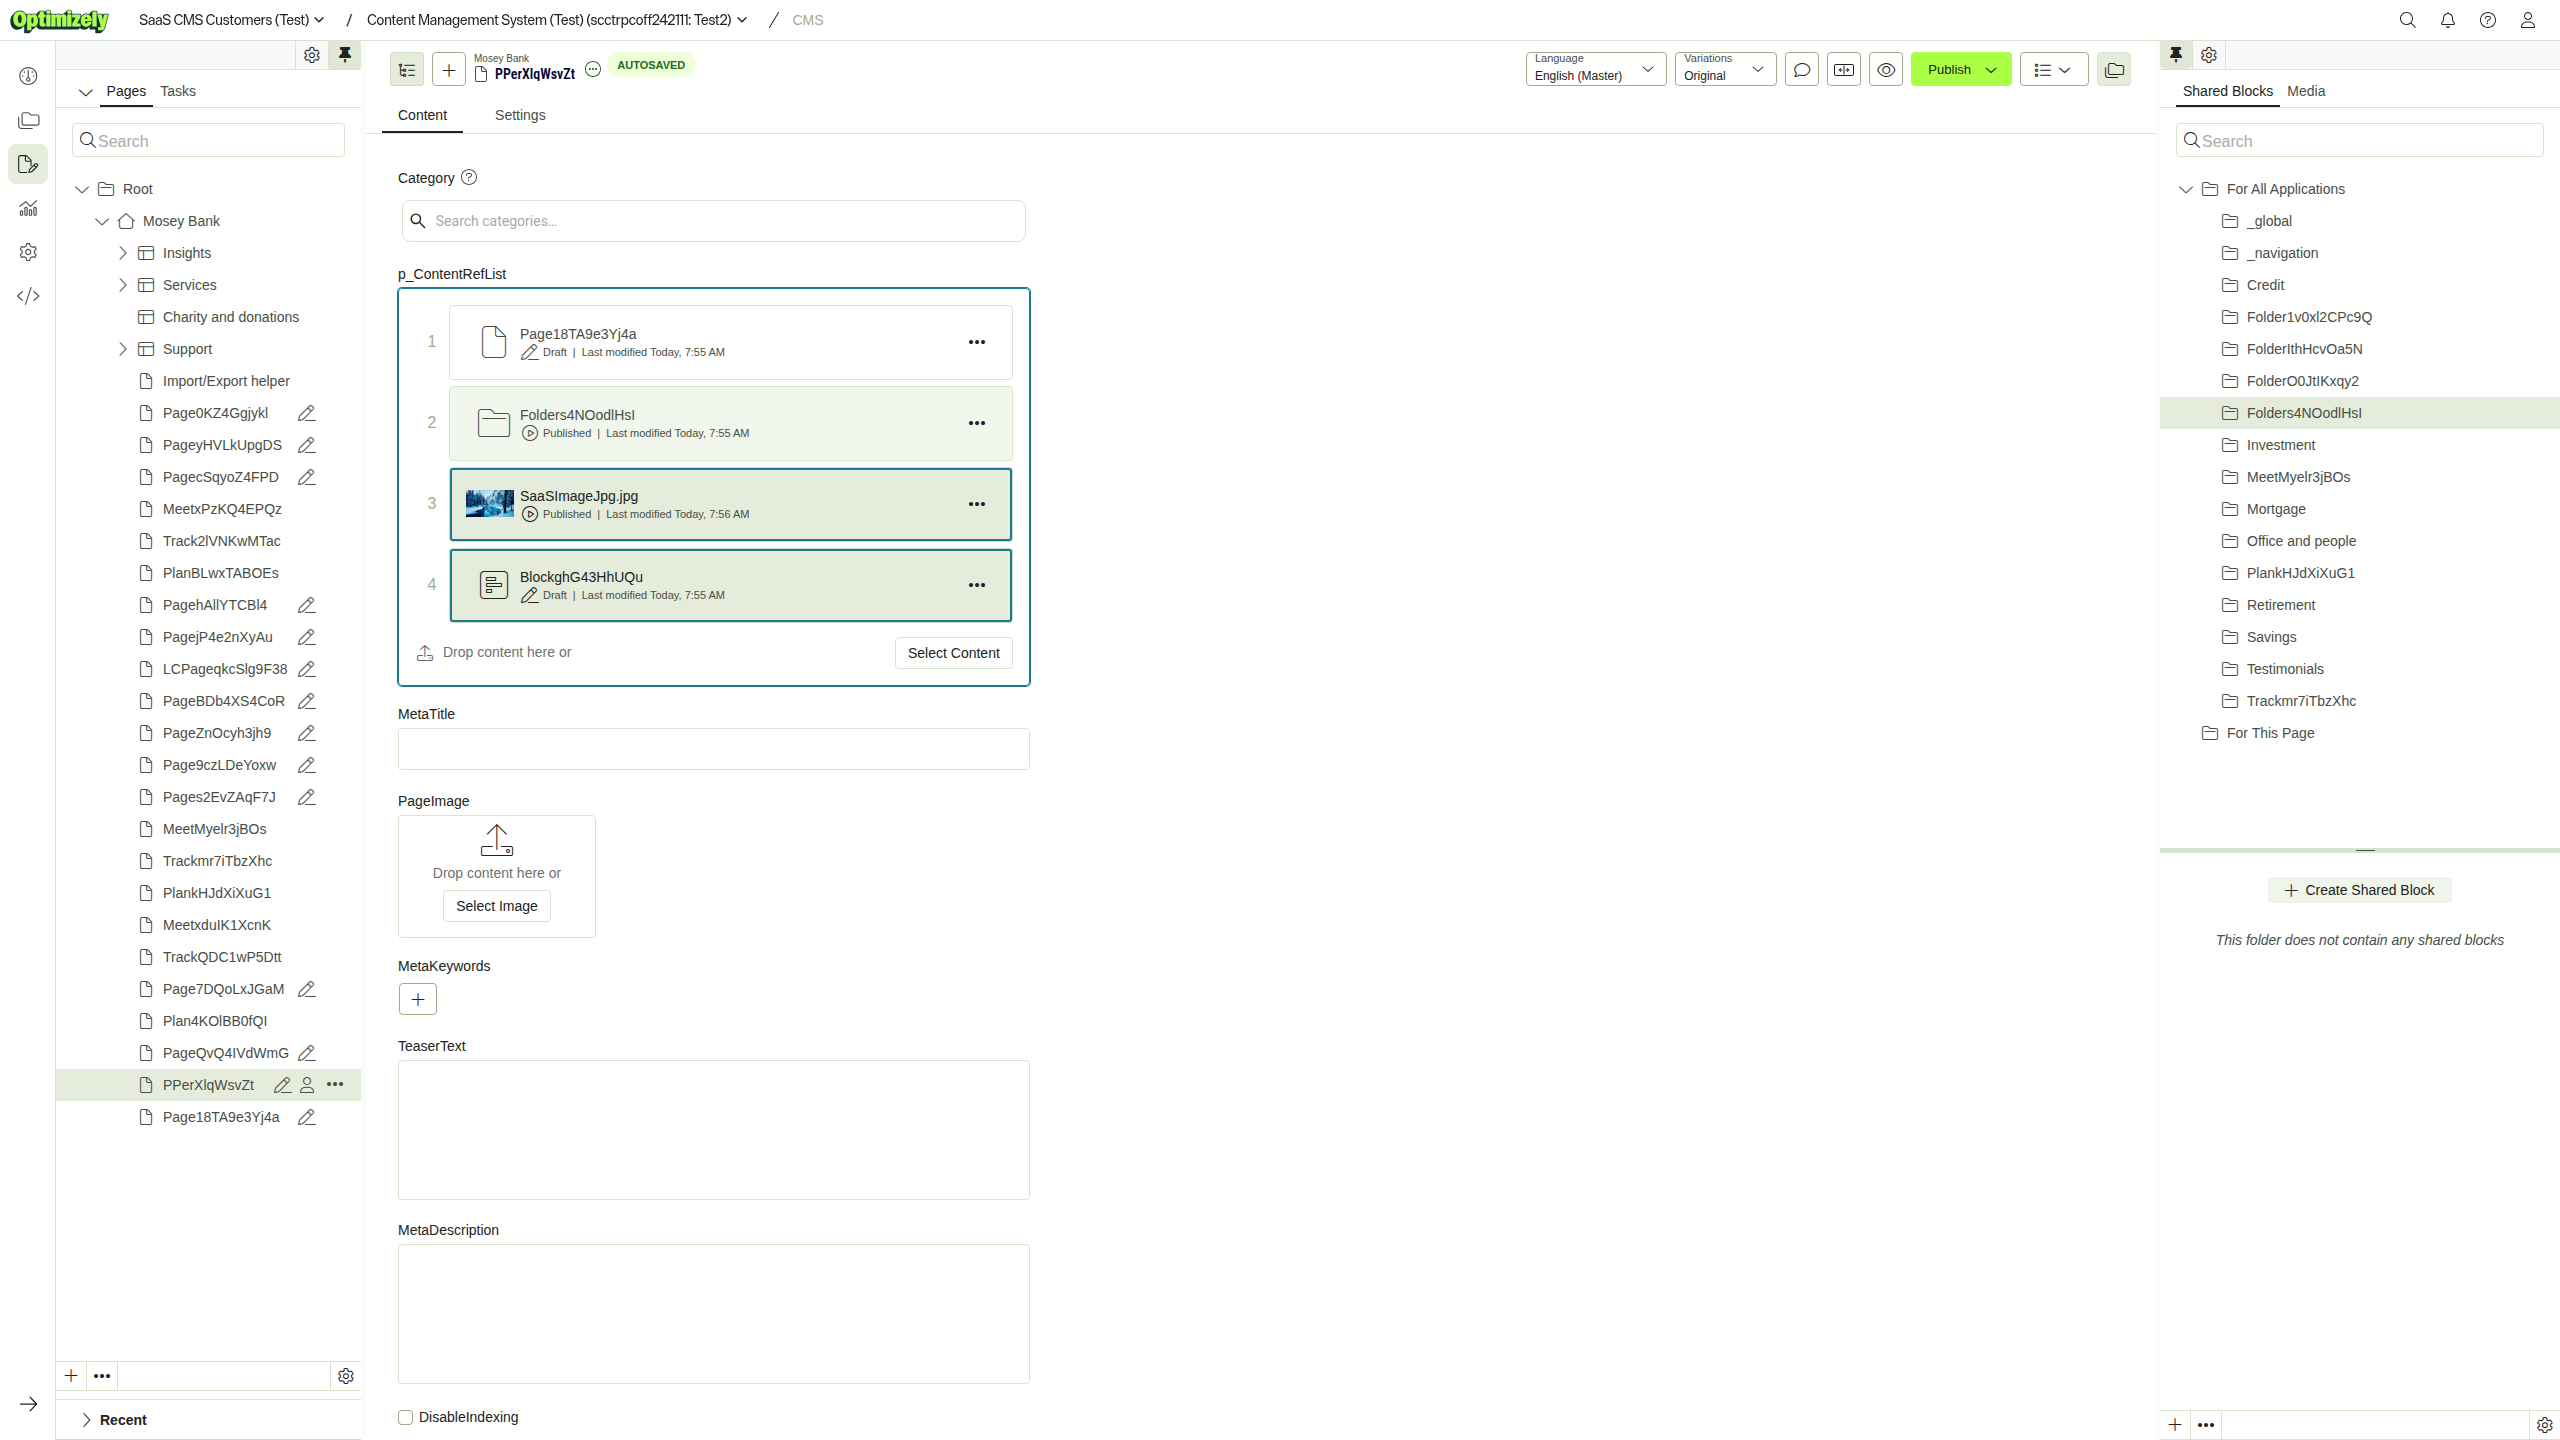 Optimizely
SaaS CMS Customers (Test) / Content Management System (Test) (scctrpcoff242111: Test2) / CMS
Pages Tasks
Search
Root
Mosey Bank
Insights
Services
Charity and donations
Support
Import/Export helper
Page0KZ4Ggjykl
PageyHVLkUpgDS
PagecSqyoZ4FPD
MeetxPzKQ4EPQz
Track2lVNKwMTac
PlanBLwxTABOEs
PagehAllYTCBl4
PagejP4e2nXyAu
LCPageqkcSlg9F38
PageBDb4XS4CoR
PageZnOcyh3jh9
Page9czLDeYoxw
Pages2EvZAqF7J
MeetMyelr3jBOs
Trackmr7iTbzXhc
PlankHJdXiXuG1
MeetxduIK1XcnK
TrackQDC1wP5Dtt
Page7DQoLxJGaM
Plan4KOlBB0fQI
PageQvQ4IVdWmG
PPerXlqWsvZt
Page18TA9e3Yj4a
Recent
Mosey Bank
PPerXlqWsvZt
AUTOSAVED
Language
English (Master)
Variations
Original
Publish
Content Settings
Category
Search categories...
p_ContentRefList
1
Page18TA9e3Yj4a
Draft | Last modified Today, 7:55 AM
2
Folders4NOodlHsI
Published | Last modified Today, 7:55 AM
3
SaaSImageJpg.jpg
Published | Last modified Today, 7:56 AM
4
BlockghG43HhUQu
Draft | Last modified Today, 7:55 AM
Drop content here or
Select Content
MetaTitle
PageImage
Drop content here or
Select Image
MetaKeywords
TeaserText
MetaDescription
DisableIndexing
Shared Blocks Media
Search
For All Applications
_global
_navigation
Credit
Folder1v0xl2CPc9Q
FolderIthHcvOa5N
FolderO0JtIKxqy2
Folders4NOodlHsI
Investment
MeetMyelr3jBOs
Mortgage
Office and people
PlankHJdXiXuG1
Retirement
Savings
Testimonials
Trackmr7iTbzXhc
For This Page
Create Shared Block
This folder does not contain any shared blocks